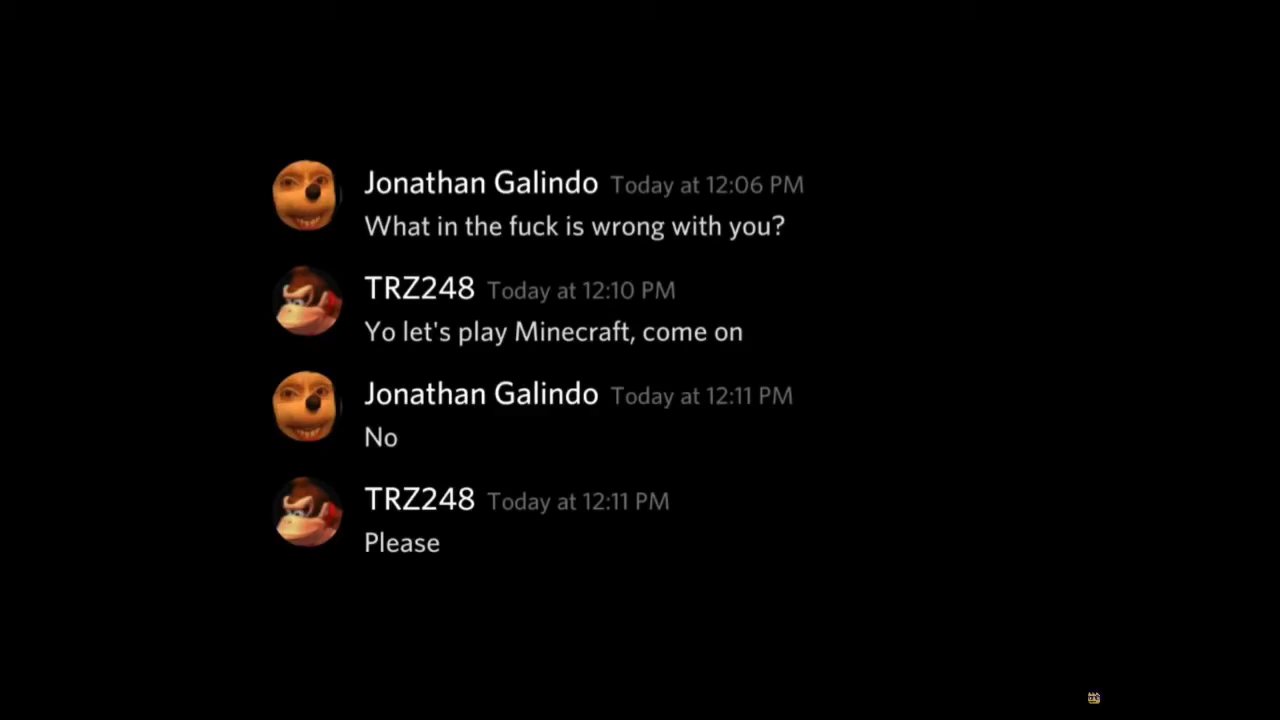 Jonathan Galindo Today at 12:06 PM
What in the fuck is wrong with you?
TRZ248 Today at 12:10 PM
Yo let's play Minecraft, come on
Jonathan Galindo Today at 12:11 PM
No
TRZ248 Today at 12:11 PM
Please